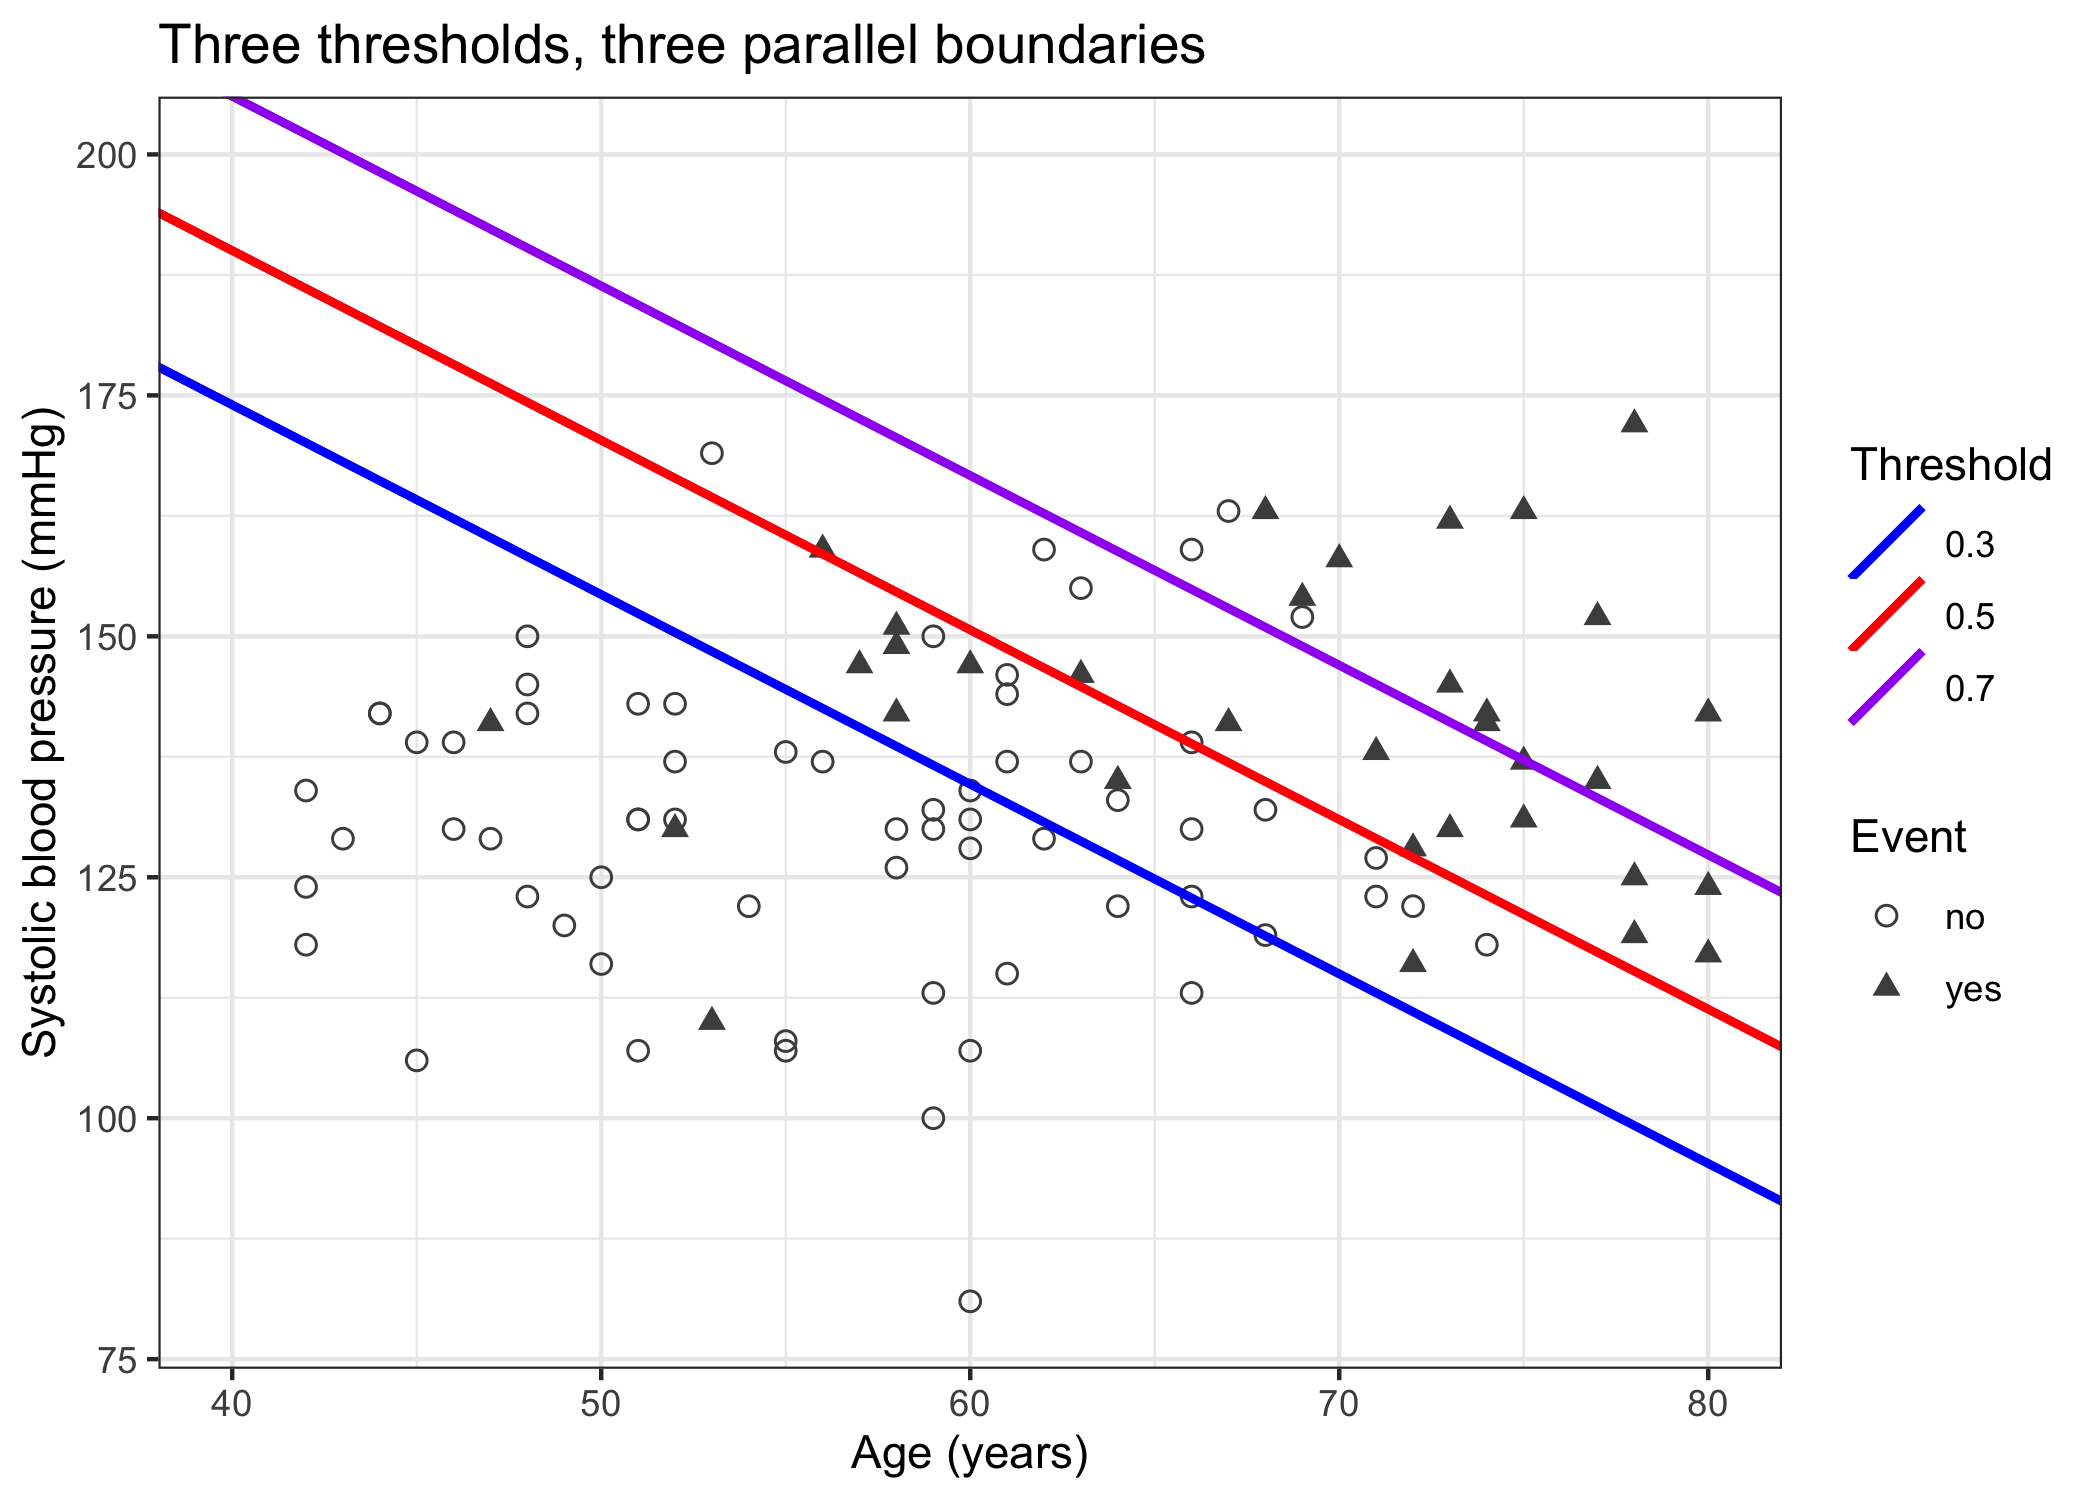 Three thresholds, three parallel boundaries
200
175
150
125
100
75
Systolic blood pressure (mmHg)
40 50 60 70 80
Age (years)
Threshold
0.3
0.5
0.7
Event
no
yes